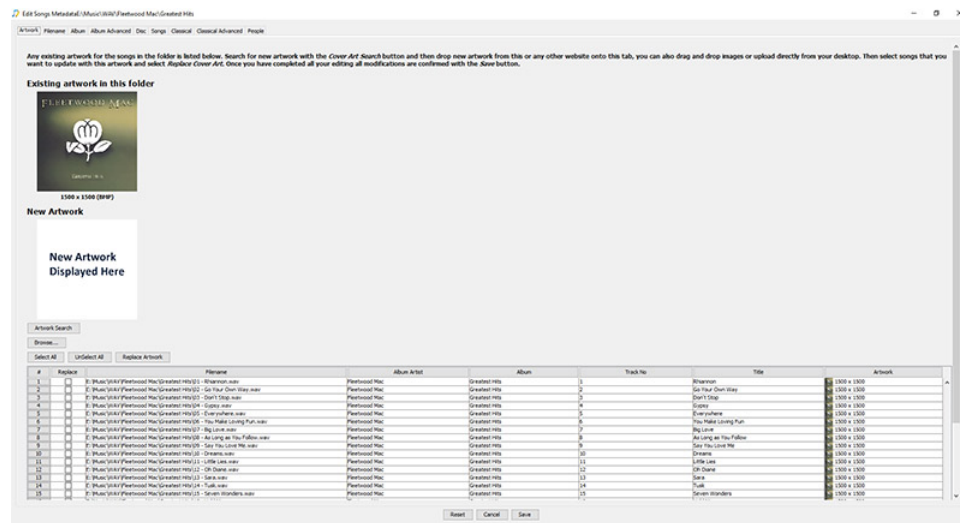 Edit Songs MetadataE:\Music\WAV\Fleetwood Mac\Greatest Hits
Artwork Filename Album Album Advanced Disc Songs Classical Classical Advanced People
Any existing artwork for the songs in the folder is listed below. Search for new artwork with the Cover Art Search button and then drop new artwork from this or any other website onto this tab, you can also drag and drop images or upload directly from your desktop. Then select songs that you
want to update with this artwork and select Replace Cover Art. Once you have completed all your editing all modifications are confirmed with the Save button.
Existing artwork in this folder
FLEETWOOD MAC
GREATEST HITS
1500 x 1500 (BMP)
New Artwork
New Artwork
Displayed Here
Artwork Search
Browse....
Select All UnSelect All Replace Artwork
# Replace Filename Album Artist Album Track No Title Artwork
1 E:\Music\WAV\Fleetwood Mac\Greatest Hits\01 - Rhiannon.wav Fleetwood Mac Greatest Hits 1 Rhiannon 1500 x 1500
2 E:\Music\WAV\Fleetwood Mac\Greatest Hits\02 - Go Your Own Way.wav Fleetwood Mac Greatest Hits 2 Go Your Own Way 1500 x 1500
3 E:\Music\WAV\Fleetwood Mac\Greatest Hits\03 - Don't Stop.wav Fleetwood Mac Greatest Hits 3 Don't Stop 1500 x 1500
4 E:\Music\WAV\Fleetwood Mac\Greatest Hits\04 - Gypsy.wav Fleetwood Mac Greatest Hits 4 Gypsy 1500 x 1500
5 E:\Music\WAV\Fleetwood Mac\Greatest Hits\05 - Everywhere.wav Fleetwood Mac Greatest Hits 5 Everywhere 1500 x 1500
6 E:\Music\WAV\Fleetwood Mac\Greatest Hits\06 - You Make Loving Fun.wav Fleetwood Mac Greatest Hits 6 You Make Loving Fun 1500 x 1500
7 E:\Music\WAV\Fleetwood Mac\Greatest Hits\07 - Big Love.wav Fleetwood Mac Greatest Hits 7 Big Love 1500 x 1500
8 E:\Music\WAV\Fleetwood Mac\Greatest Hits\08 - As Long as You Follow.wav Fleetwood Mac Greatest Hits 8 As Long as You Follow 1500 x 1500
9 E:\Music\WAV\Fleetwood Mac\Greatest Hits\09 - Say You Love Me.wav Fleetwood Mac Greatest Hits 9 Say You Love Me 1500 x 1500
10 E:\Music\WAV\Fleetwood Mac\Greatest Hits\10 - Dreams.wav Fleetwood Mac Greatest Hits 10 Dreams 1500 x 1500
11 E:\Music\WAV\Fleetwood Mac\Greatest Hits\11 - Little Lies.wav Fleetwood Mac Greatest Hits 11 Little Lies 1500 x 1500
12 E:\Music\WAV\Fleetwood Mac\Greatest Hits\12 - Oh Diane.wav Fleetwood Mac Greatest Hits 12 Oh Diane 1500 x 1500
13 E:\Music\WAV\Fleetwood Mac\Greatest Hits\13 - Sara.wav Fleetwood Mac Greatest Hits 13 Sara 1500 x 1500
14 E:\Music\WAV\Fleetwood Mac\Greatest Hits\14 - Tusk.wav Fleetwood Mac Greatest Hits 14 Tusk 1500 x 1500
15 E:\Music\WAV\Fleetwood Mac\Greatest Hits\15 - Seven Wonders.wav Fleetwood Mac Greatest Hits 15 Seven Wonders 1500 x 1500
Reset Cancel Save